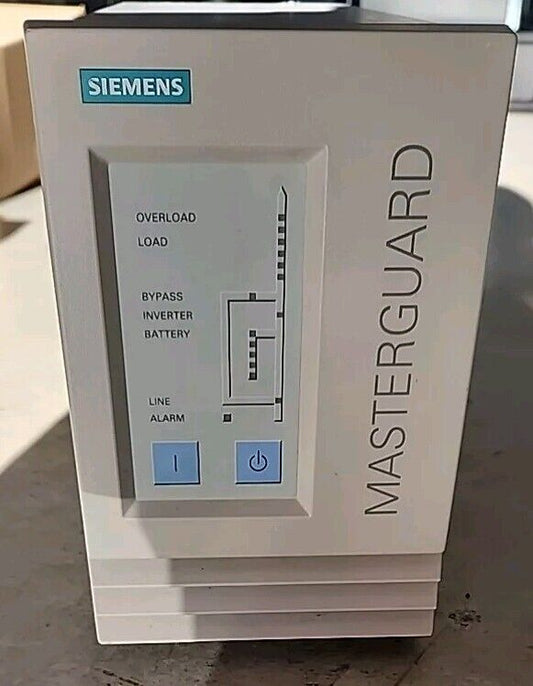 SIEMENS
OVERLOAD
LOAD
BYPASS
INVERTER
BATTERY
LINE
ALARM
I
MASTERGUARD